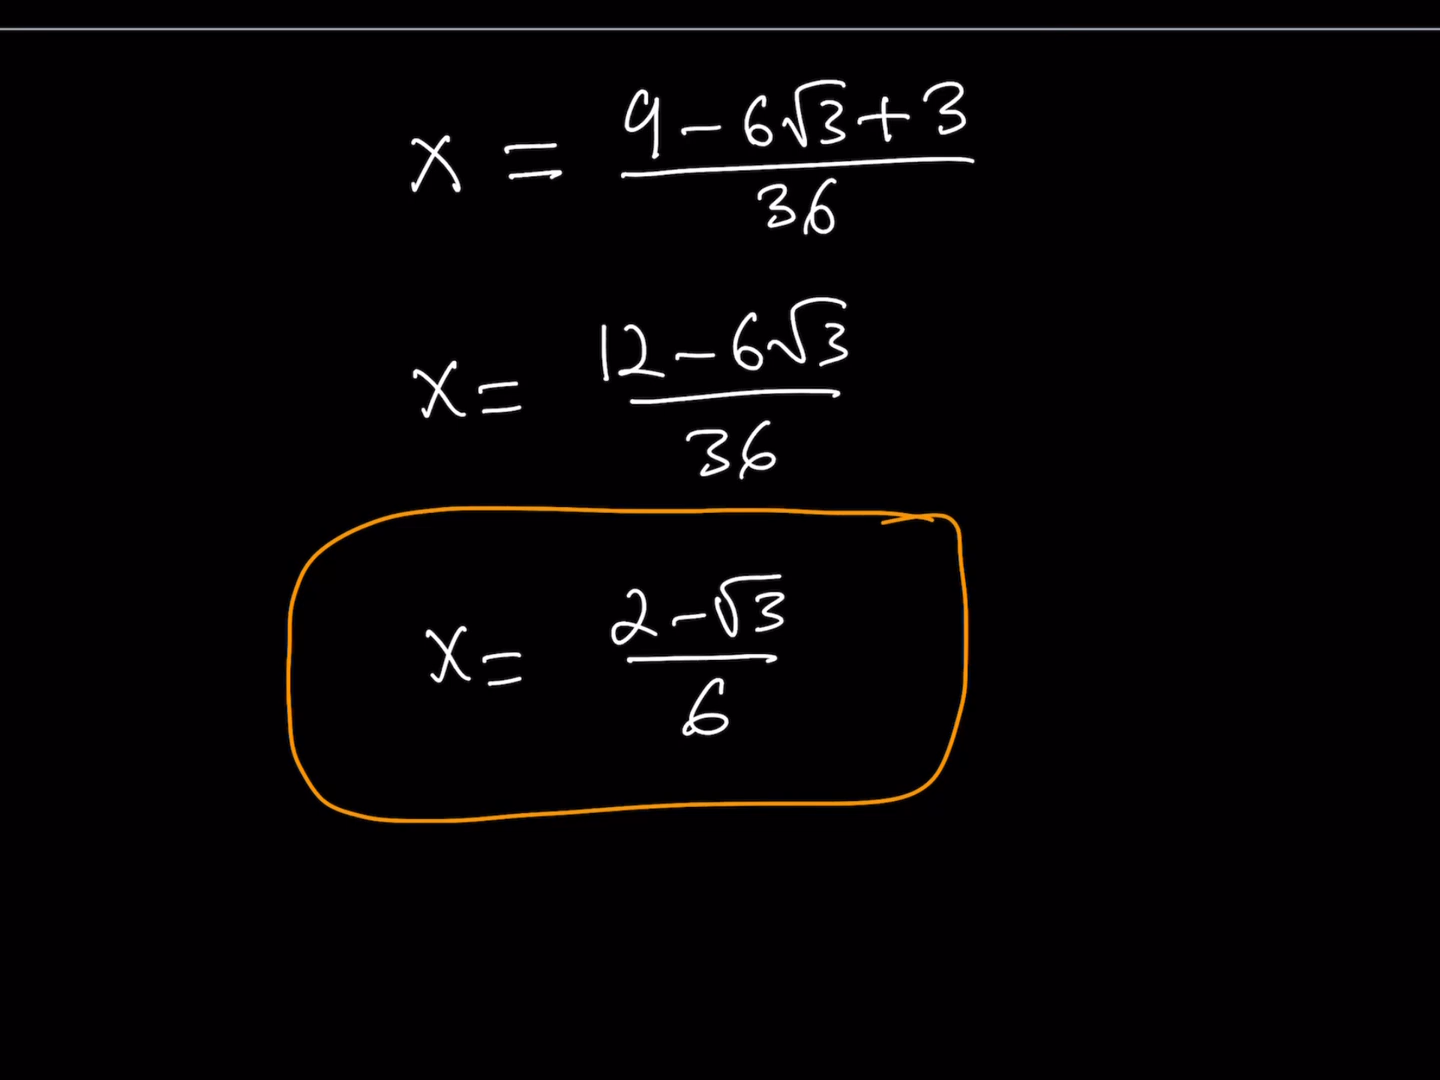 x = (9 - 6√3 + 3)/36
x = (12 - 6√3)/36
x = (2 - √3)/6